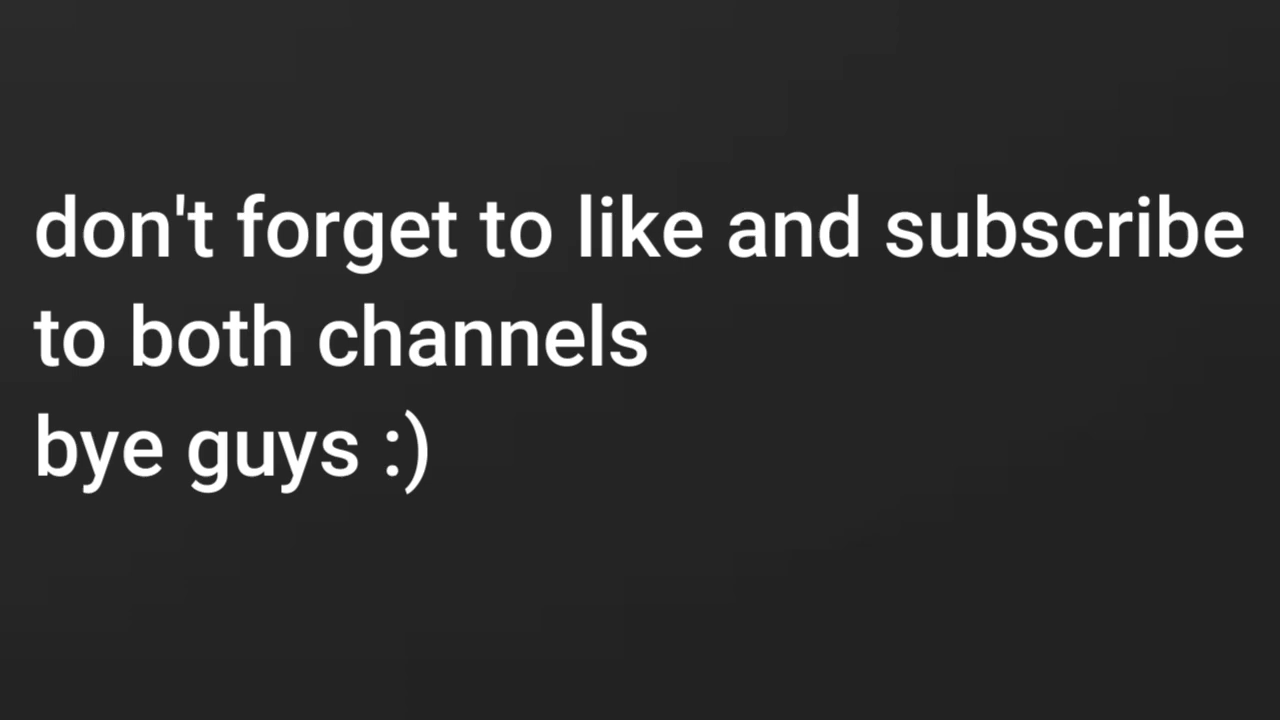 don't forget to like and subscribe
to both channels
bye guys :)